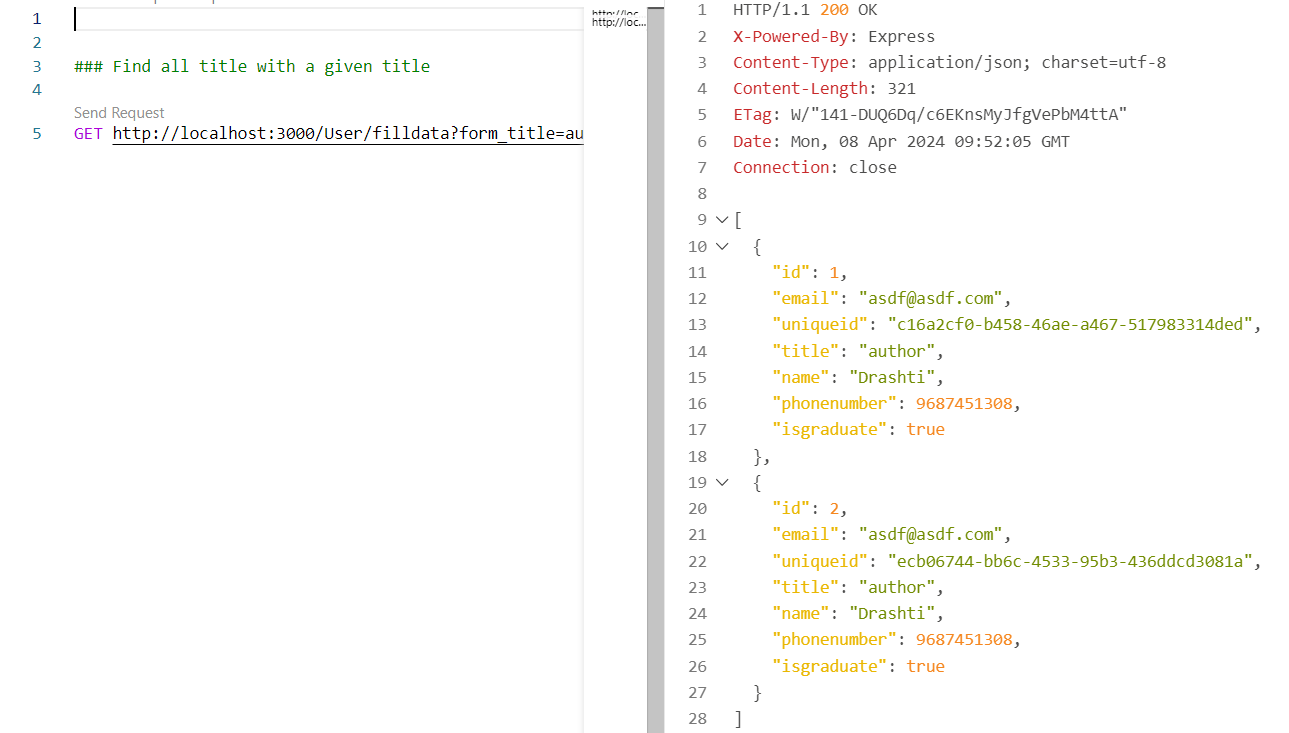 1
2
3 ### Find all title with a given title
4
Send Request
5 GET http://localhost:3000/User/filldata?form_title=au
http://loc...
http://loc...
1 HTTP/1.1 200 OK
2 X-Powered-By: Express
3 Content-Type: application/json; charset=utf-8
4 Content-Length: 321
5 ETag: W/"141-DUQ6Dq/c6EKnsMyJfgVePbM4ttA"
6 Date: Mon, 08 Apr 2024 09:52:05 GMT
7 Connection: close
8
9 [
10 {
11 "id": 1,
12 "email": "asdf@asdf.com",
13 "uniqueid": "c16a2cf0-b458-46ae-a467-517983314ded",
14 "title": "author",
15 "name": "Drashti",
16 "phonenumber": 9687451308,
17 "isgraduate": true
18 },
19 {
20 "id": 2,
21 "email": "asdf@asdf.com",
22 "uniqueid": "ecb06744-bb6c-4533-95b3-436ddcd3081a",
23 "title": "author",
24 "name": "Drashti",
25 "phonenumber": 9687451308,
26 "isgraduate": true
27 }
28 ]